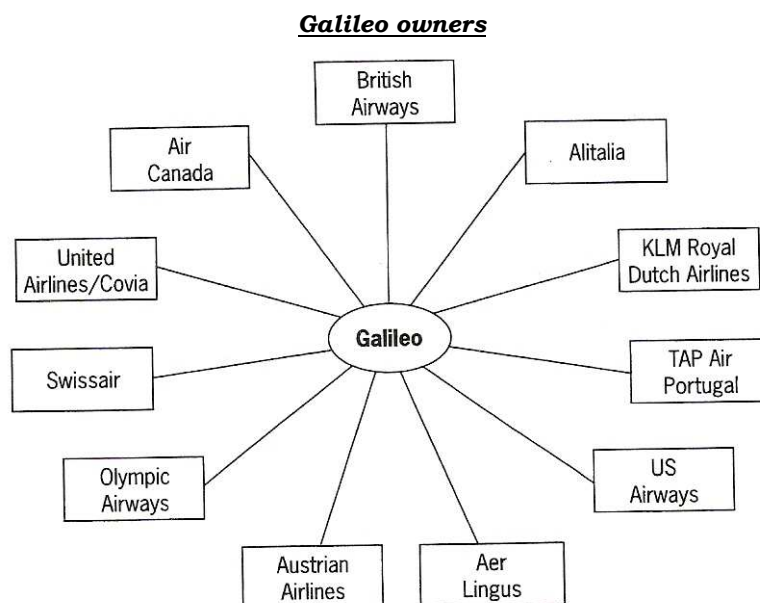 Galileo owners
British
Airways
Air
Canada
Alitalia
United
Airlines/Covia
KLM Royal
Dutch Airlines
Galileo
Swissair
TAP Air
Portugal
Olympic
Airways
US
Airways
Austrian
Airlines
Aer
Lingus